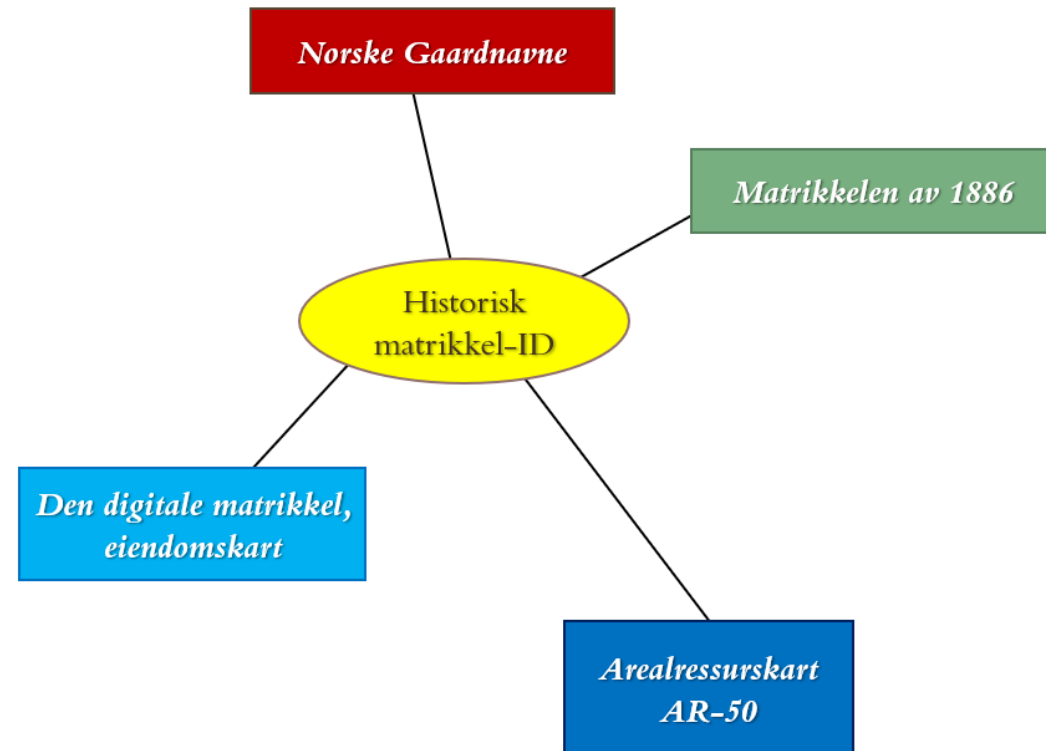 Norske Gaardnavne
Matrikkelen av 1886
Historisk
matrikkel-ID
Den digitale matrikkel,
eiendomskart
Arealressurskart
AR-50